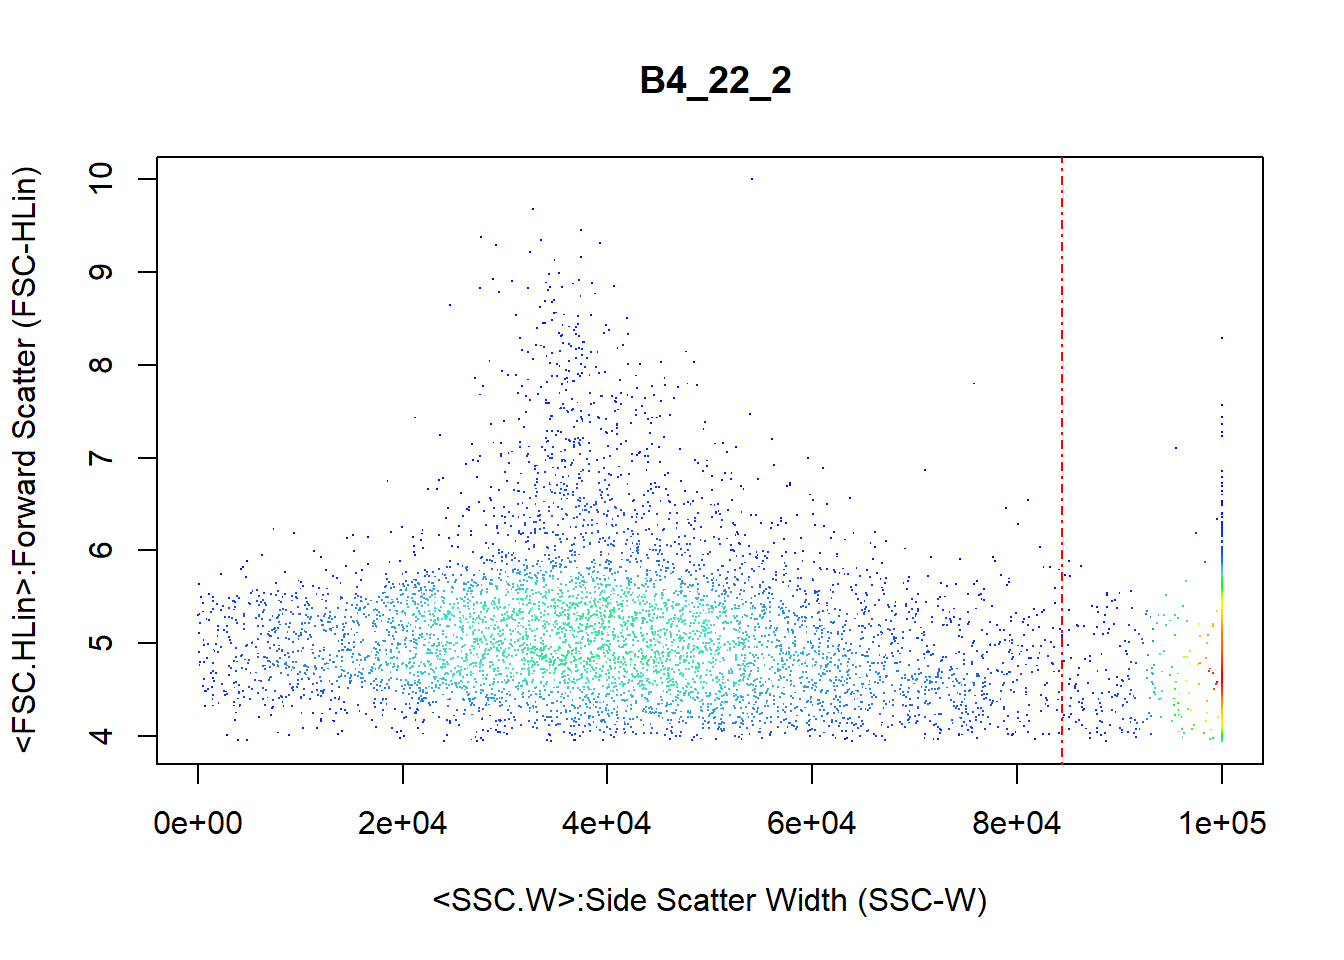 B4_22_2
<FSC.HLin>:Forward Scatter (FSC-HLin)
10
9
8
7
6
5
4
0e+00 2e+04 4e+04 6e+04 8e+04 1e+05
<SSC.W>:Side Scatter Width (SSC-W)